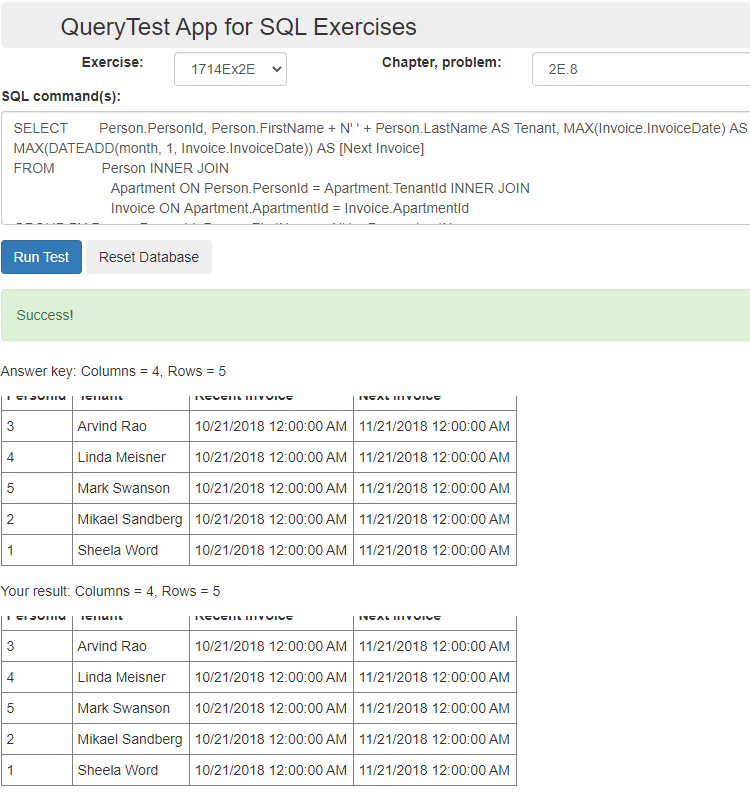 QueryTest App for SQL Exercises
Exercise: 1714Ex2E Chapter, problem: 2E.8
SQL command(s):
SELECT Person.PersonId, Person.FirstName + N' ' + Person.LastName AS Tenant, MAX(Invoice.InvoiceDate) AS
MAX(DATEADD(month, 1, Invoice.InvoiceDate)) AS [Next Invoice]
FROM Person INNER JOIN
Apartment ON Person.PersonId = Apartment.TenantId INNER JOIN
Invoice ON Apartment.ApartmentId = Invoice.ApartmentId
Run Test Reset Database
Success!
Answer key: Columns = 4, Rows = 5
PersonId Tenant Recent Invoice Next Invoice
3 Arvind Rao 10/21/2018 12:00:00 AM 11/21/2018 12:00:00 AM
4 Linda Meisner 10/21/2018 12:00:00 AM 11/21/2018 12:00:00 AM
5 Mark Swanson 10/21/2018 12:00:00 AM 11/21/2018 12:00:00 AM
2 Mikael Sandberg 10/21/2018 12:00:00 AM 11/21/2018 12:00:00 AM
1 Sheela Word 10/21/2018 12:00:00 AM 11/21/2018 12:00:00 AM
Your result: Columns = 4, Rows = 5
PersonId Tenant Recent Invoice Next Invoice
3 Arvind Rao 10/21/2018 12:00:00 AM 11/21/2018 12:00:00 AM
4 Linda Meisner 10/21/2018 12:00:00 AM 11/21/2018 12:00:00 AM
5 Mark Swanson 10/21/2018 12:00:00 AM 11/21/2018 12:00:00 AM
2 Mikael Sandberg 10/21/2018 12:00:00 AM 11/21/2018 12:00:00 AM
1 Sheela Word 10/21/2018 12:00:00 AM 11/21/2018 12:00:00 AM